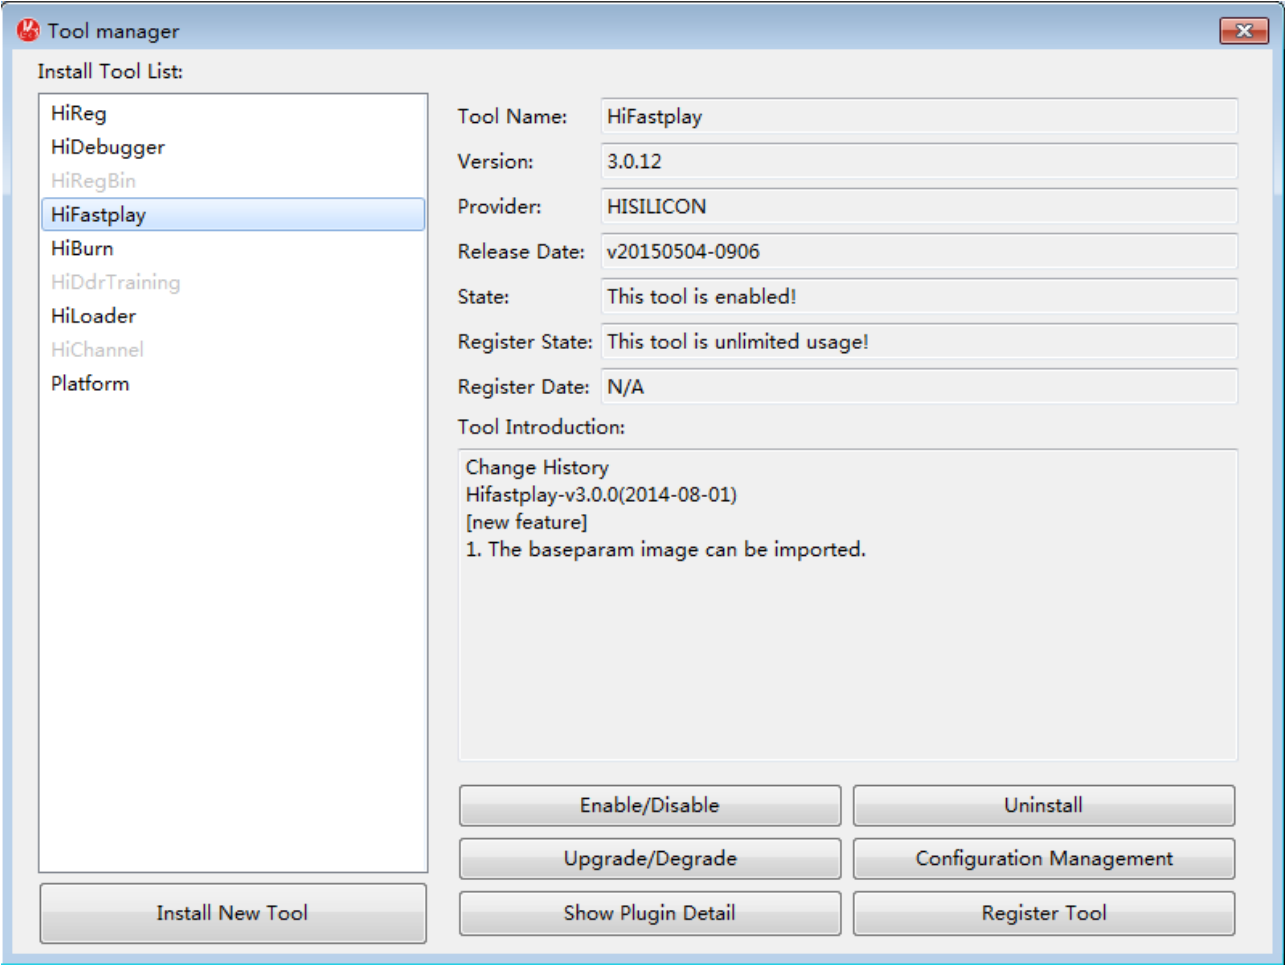 Tool manager
Install Tool List:
HiReg
HiDebugger
HiRegBin
HiFastplay
HiBurn
HiDdrTraining
HiLoader
HiChannel
Platform
Install New Tool
Tool Name: HiFastplay
Version: 3.0.12
Provider: HISILICON
Release Date: v20150504-0906
State: This tool is enabled!
Register State: This tool is unlimited usage!
Register Date: N/A
Tool Introduction:
Change History
Hifastplay-v3.0.0(2014-08-01)
[new feature]
1. The baseparam image can be imported.
Enable/Disable Uninstall
Upgrade/Degrade Configuration Management
Show Plugin Detail Register Tool